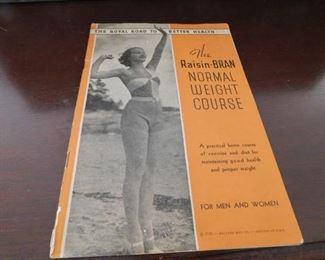 THE ROYAL ROAD TO BETTER HEALTH
The
Raisin-BRAN
NORMAL
WEIGHT
COURSE
A practical home course
of exercise and diet for
maintaining good health
and proper weight.
FOR MEN AND WOMEN